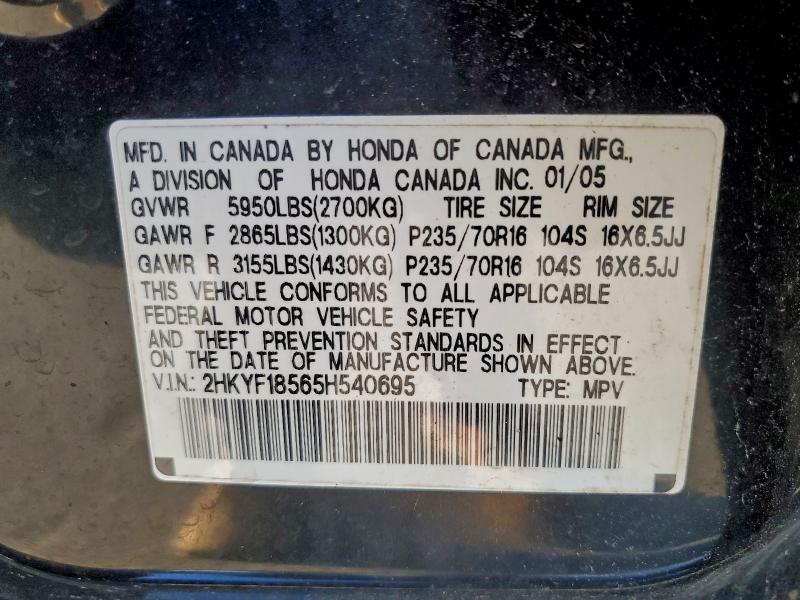 MFD. IN CANADA BY HONDA OF CANADA MFG.,
A DIVISION OF HONDA CANADA INC. 01/05
GVWR 5950LBS(2700KG) TIRE SIZE RIM SIZE
GAWR F 2865LBS(1300KG) P235/70R16 104S 16X6.5JJ
GAWR R 3155LBS(1430KG) P235/70R16 104S 16X6.5JJ
THIS VEHICLE CONFORMS TO ALL APPLICABLE
FEDERAL MOTOR VEHICLE SAFETY
AND THEFT PREVENTION STANDARDS IN EFFECT
ON THE DATE OF MANUFACTURE SHOWN ABOVE.
V.I.N.: 2HKYF18565H540695 TYPE: MPV